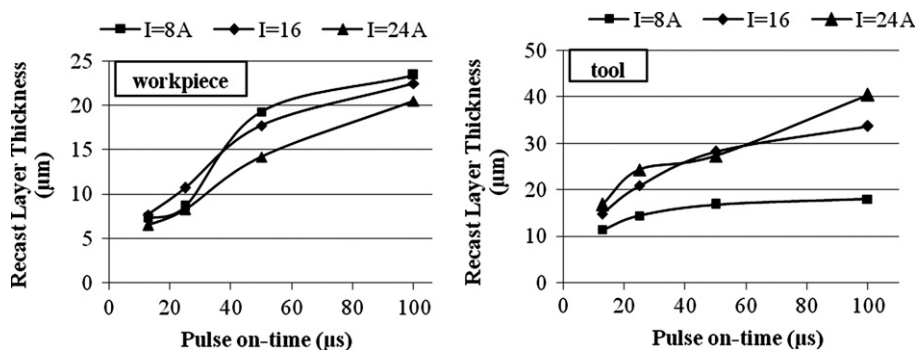 I=8A I=16 I=24A
workpiece
Recast Layer Thickness
(μm)
25
20
15
10
5
0
0 20 40 60 80 100
Pulse on-time (μs)
I=8A I=16 I=24A
tool
Recast Layer Thickness
(μm)
50
40
30
20
10
0
0 20 40 60 80 100
Pulse on-time (μs)